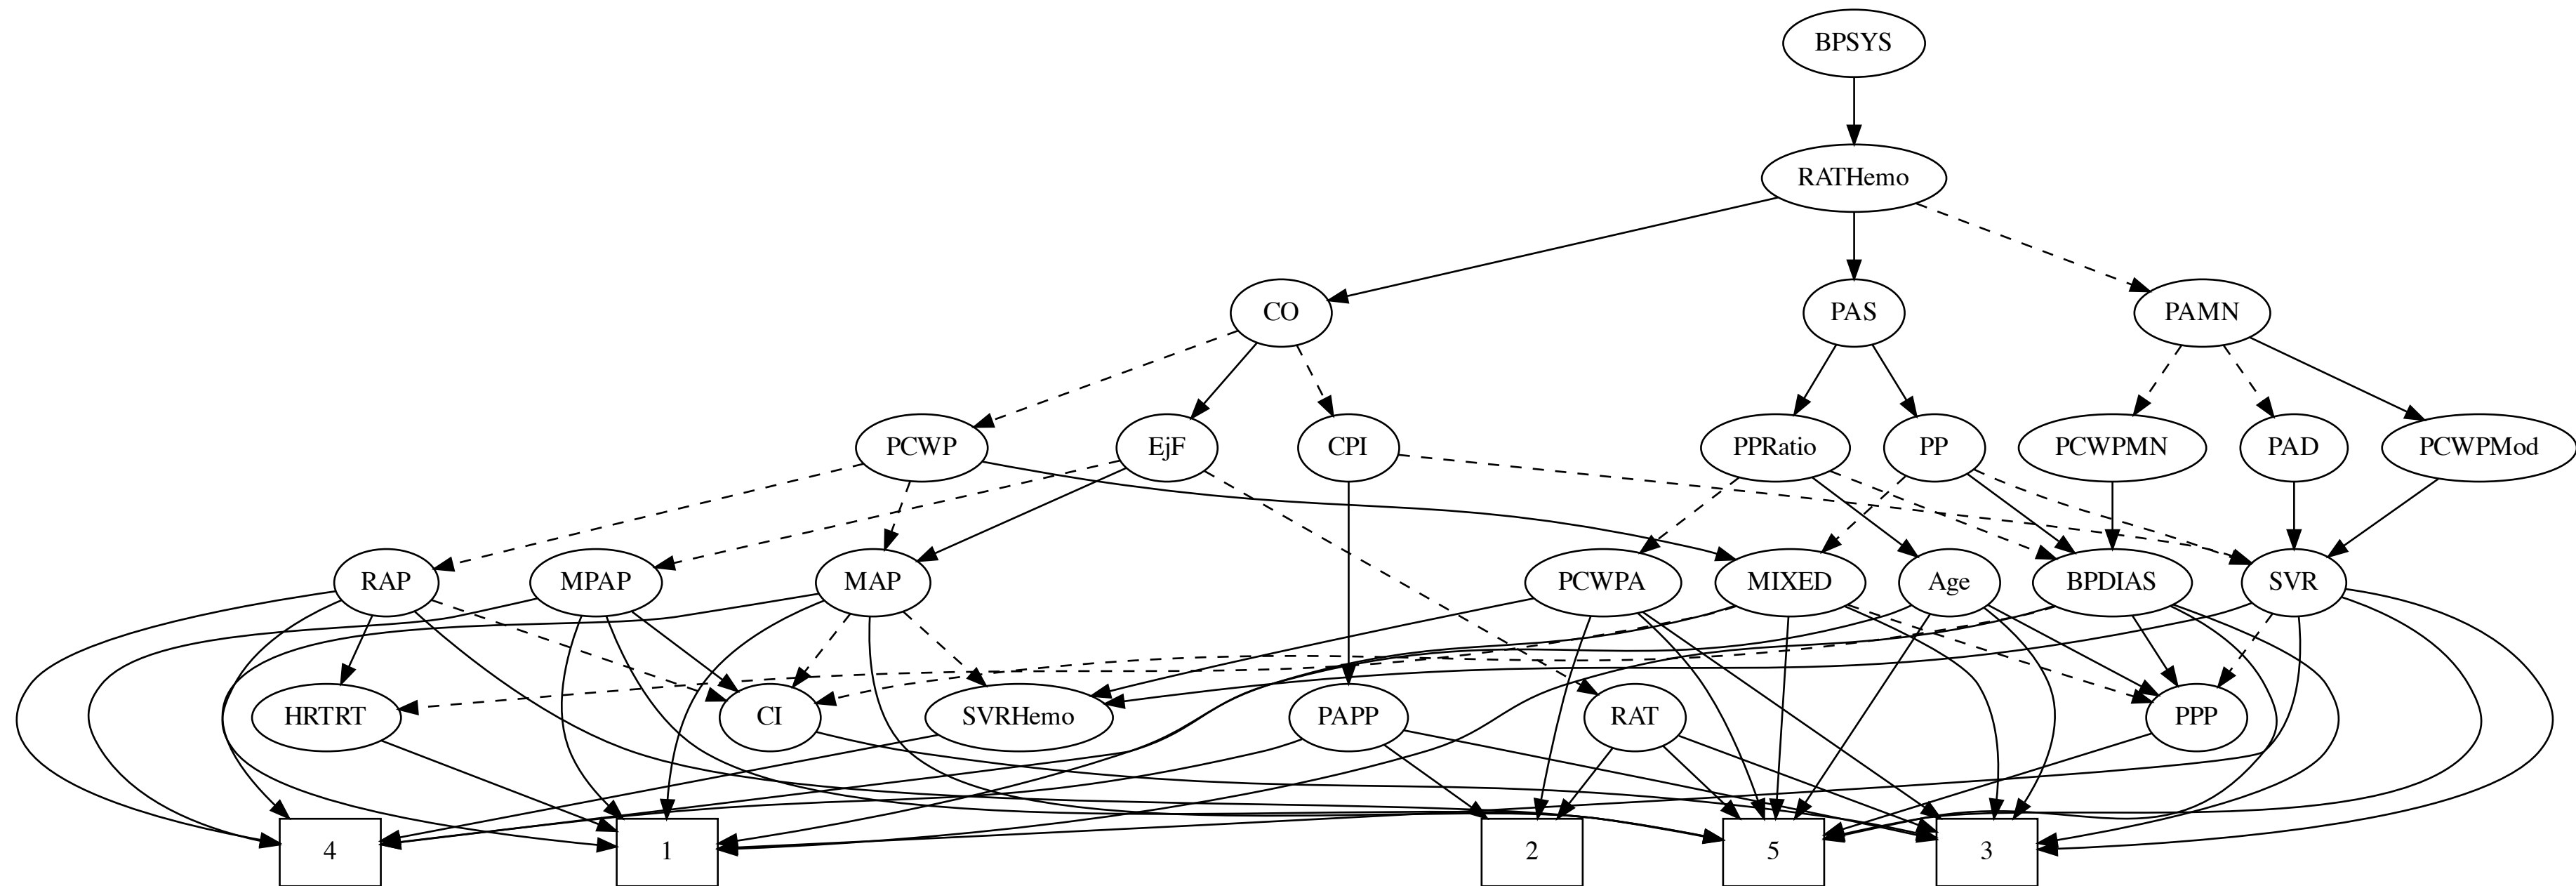 BPSYS
RATHemo
CO
PAS
PAMN
PCWP
EjF
CPI
PPRatio
PP
PCWPMN
PAD
PCWPMod
RAP
MPAP
MAP
PCWPA
MIXED
Age
BPDIAS
SVR
HRTRT
CI
SVRHemo
PAPP
RAT
PPP
4
1
2
5
3